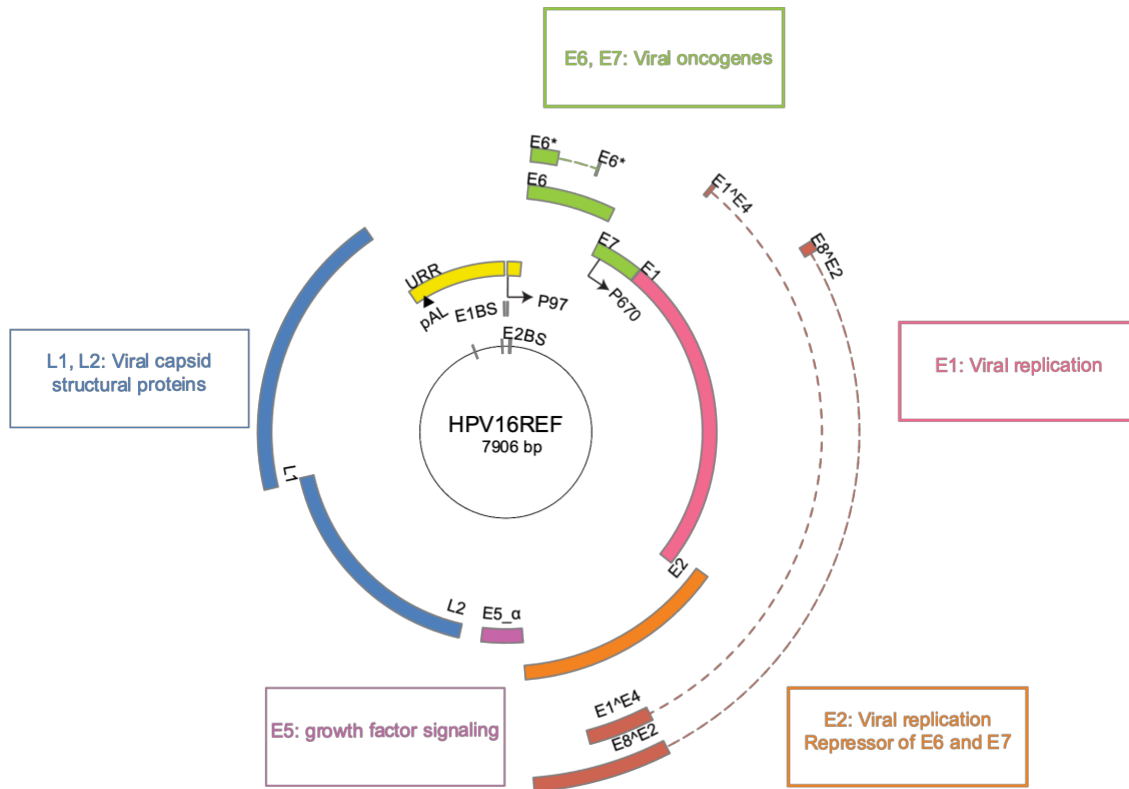 E6, E7: Viral oncogenes
E6*
E6*
E6
E1^E4
E8^E2
E7
E1
URR
pAL
P97
P670
E1BS
E2BS
L1, L2: Viral capsid
structural proteins
E1: Viral replication
HPV16REF
7906 bp
L1
E2
L2
E5_α
E1^E4
E8^E2
E5: growth factor signaling
E2: Viral replication
Repressor of E6 and E7